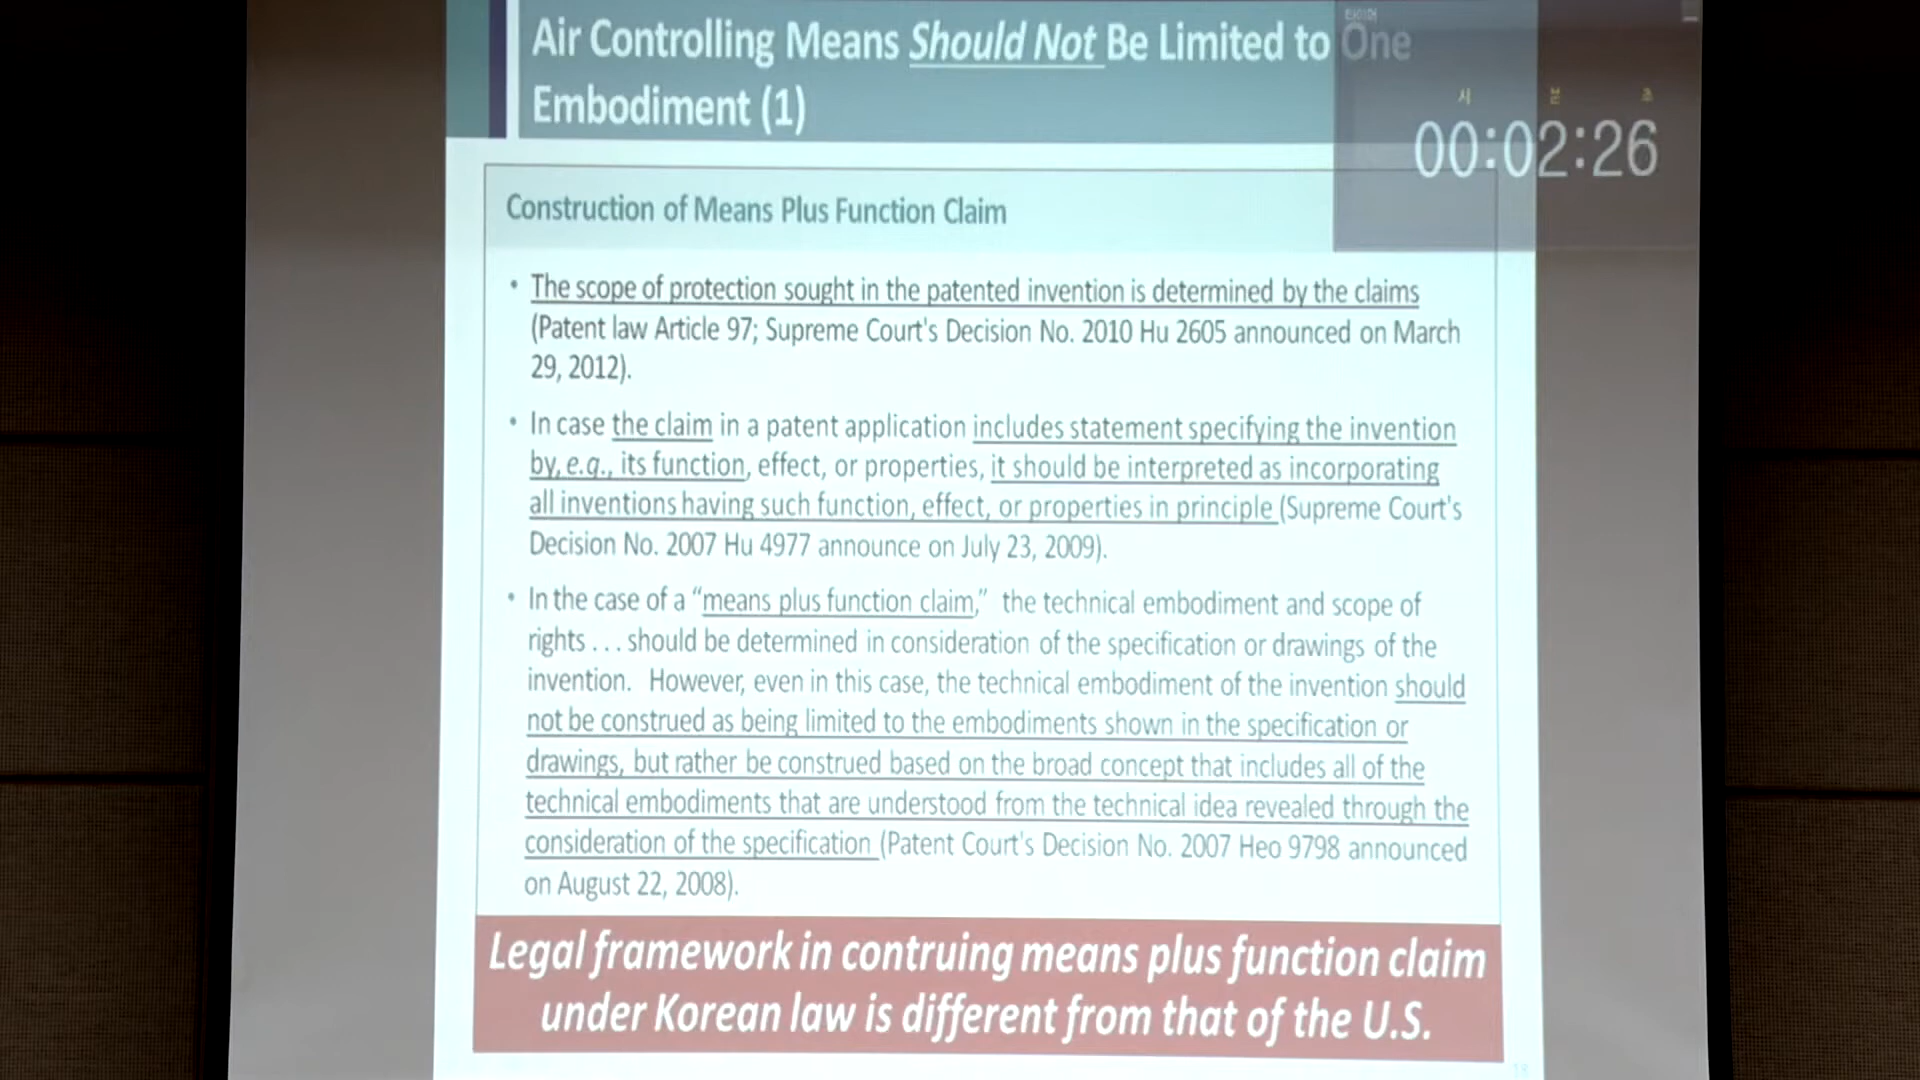 Air Controlling Means Should Not Be Limited to One
Embodiment (1)
타이머
시 분 초
00:02:26
Construction of Means Plus Function Claim
• The scope of protection sought in the patented invention is determined by the claims
(Patent law Article 97; Supreme Court's Decision No. 2010 Hu 2605 announced on March
29, 2012).
• In case the claim in a patent application includes statement specifying the invention
by, e.g., its function, effect, or properties, it should be interpreted as incorporating
all inventions having such function, effect, or properties in principle (Supreme Court's
Decision No. 2007 Hu 4977 announce on July 23, 2009).
• In the case of a “means plus function claim,” the technical embodiment and scope of
rights . . . should be determined in consideration of the specification or drawings of the
invention. However, even in this case, the technical embodiment of the invention should
not be construed as being limited to the embodiments shown in the specification or
drawings, but rather be construed based on the broad concept that includes all of the
technical embodiments that are understood from the technical idea revealed through the
consideration of the specification (Patent Court's Decision No. 2007 Heo 9798 announced
on August 22, 2008).
Legal framework in contruing means plus function claim
under Korean law is different from that of the U.S.